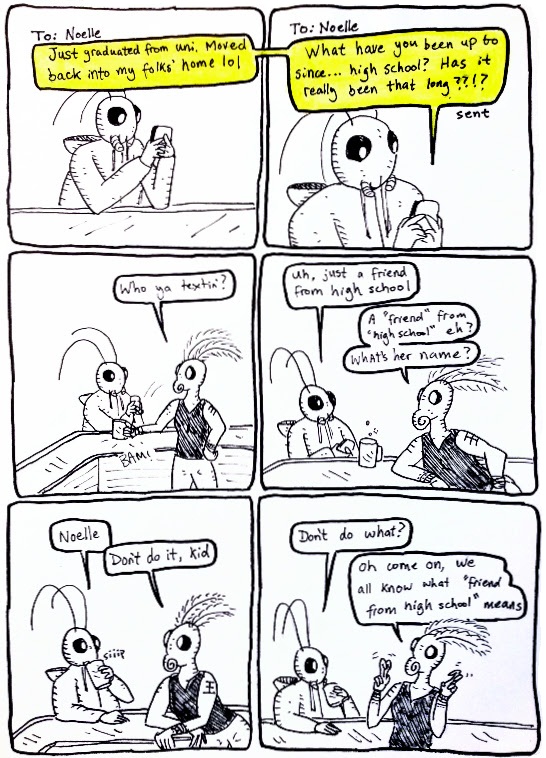 To: Noelle
Just graduated from uni. Moved
back into my folks' home lol
To: Noelle
What have you been up to
since... high school? Has it
really been that long ??!?
sent
Who ya textin'?
BAM!
Uh, just a friend
from high school
A "friend" from
"high school" eh?
What's her name?
Noelle
Don't do it, kid
siiip
Don't do what?
Oh come on, we
all know what "friend
from high school" means